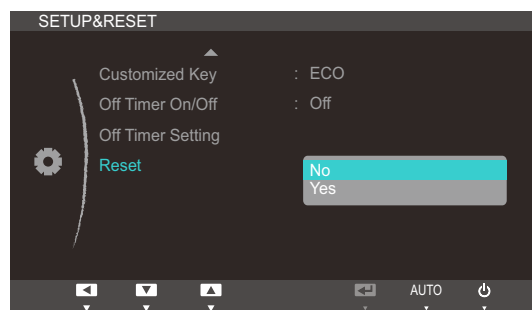 SETUP&RESET
Customized Key : ECO
Off Timer On/Off : Off
Off Timer Setting
Reset No
Yes
AUTO